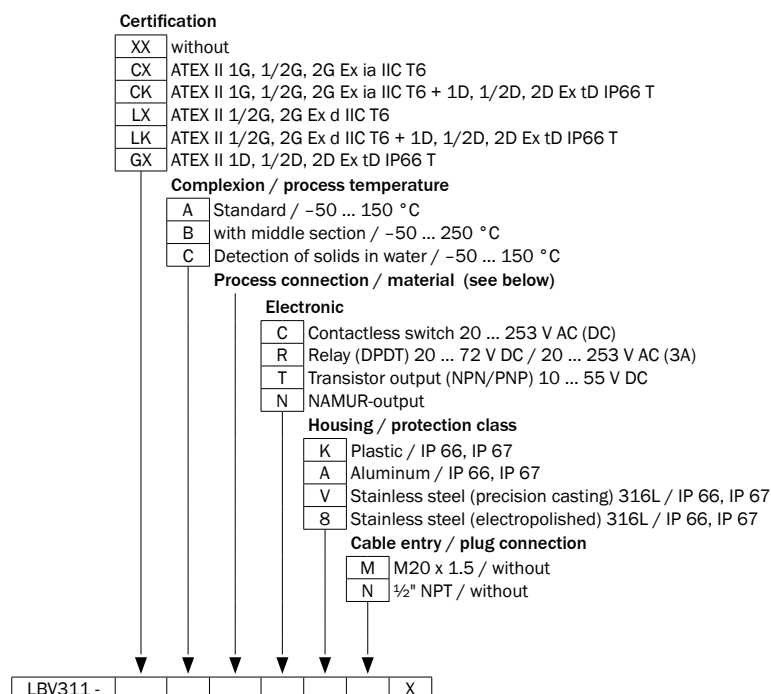 Certification
XX without
CX ATEX II 1G, 1/2G, 2G Ex ia IIC T6
CK ATEX II 1G, 1/2G, 2G Ex ia IIC T6 + 1D, 1/2D, 2D Ex tD IP66 T
LX ATEX II 1/2G, 2G Ex d IIC T6
LK ATEX II 1/2G, 2G Ex d IIC T6 + 1D, 1/2D, 2D Ex tD IP66 T
GX ATEX II 1D, 1/2D, 2D Ex tD IP66 T
Complexion / process temperature
A Standard / –50 ... 150 °C
B with middle section / –50 ... 250 °C
C Detection of solids in water / –50 ... 150 °C
Process connection / material (see below)
Electronic
C Contactless switch 20 ... 253 V AC (DC)
R Relay (DPDT) 20 ... 72 V DC / 20 ... 253 V AC (3A)
T Transistor output (NPN/PNP) 10 ... 55 V DC
N NAMUR-output
Housing / protection class
K Plastic / IP 66, IP 67
A Aluminum / IP 66, IP 67
V Stainless steel (precision casting) 316L / IP 66, IP 67
8 Stainless steel (electropolished) 316L / IP 66, IP 67
Cable entry / plug connection
M M20 x 1.5 / without
N ½" NPT / without
LBV311 - X